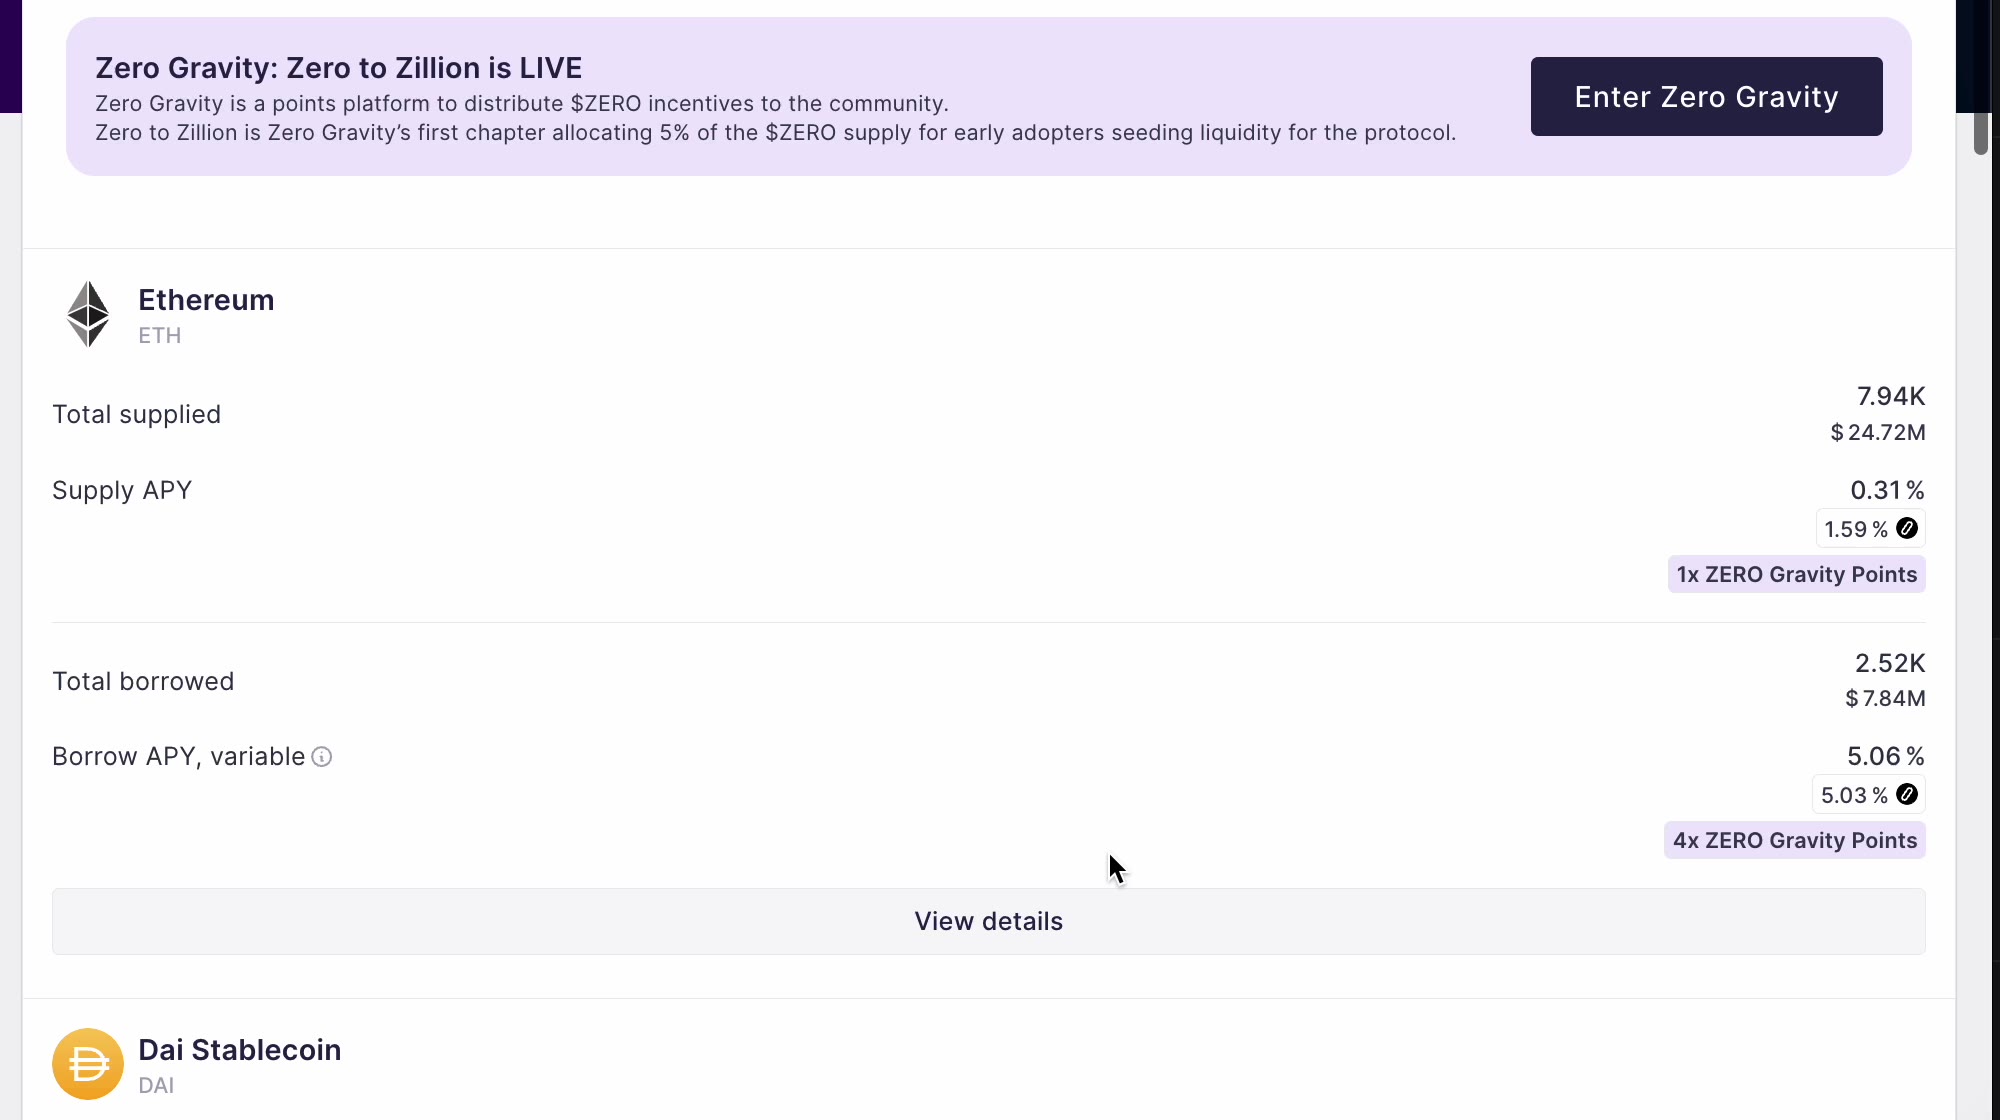 Zero Gravity: Zero to Zillion is LIVE
Zero Gravity is a points platform to distribute $ZERO incentives to the community.
Zero to Zillion is Zero Gravity’s first chapter allocating 5% of the $ZERO supply for early adopters seeding liquidity for the protocol.
Enter Zero Gravity
Ethereum
ETH
Total supplied
7.94K
$ 24.72M
Supply APY
0.31 %
1.59 %
1x ZERO Gravity Points
Total borrowed
2.52K
$ 7.84M
Borrow APY, variable
5.06 %
5.03 %
4x ZERO Gravity Points
View details
Dai Stablecoin
DAI